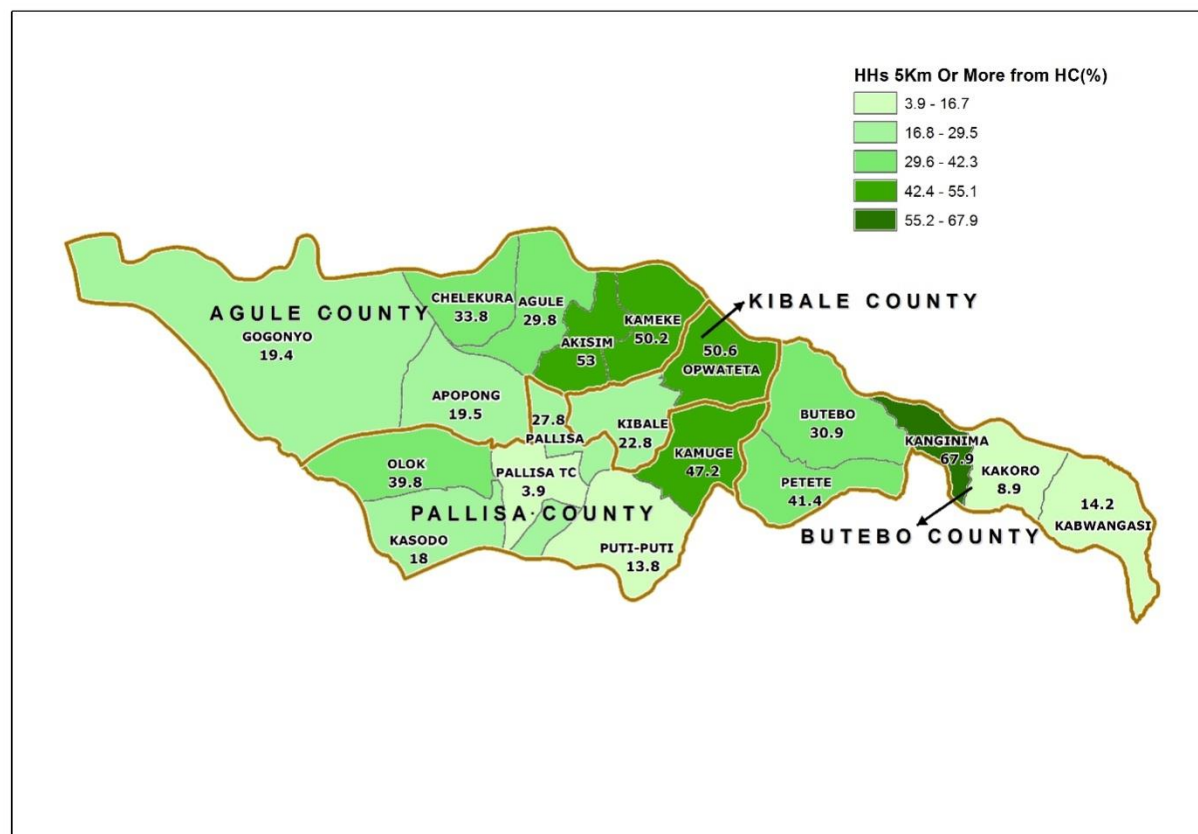 HHs 5Km Or More from HC(%)
3.9 - 16.7
16.8 - 29.5
29.6 - 42.3
42.4 - 55.1
55.2 - 67.9
AGULE COUNTY
GOGONYO
19.4
CHELEKURA
33.8
AGULE
29.8
AKISIM
53
KAMEKE
50.2
KIBALE COUNTY
50.6
OPWATETA
APOPONG
19.5
27.8
PALLISA
KIBALE
22.8
KAMUGE
47.2
BUTEBO
30.9
PETETE
41.4
KANGINIMA
67.9
KAKORO
8.9
14.2
KABWANGASI
BUTEBO COUNTY
OLOK
39.8
PALLISA TC
3.9
PALLISA COUNTY
KASODO
18
PUTI-PUTI
13.8